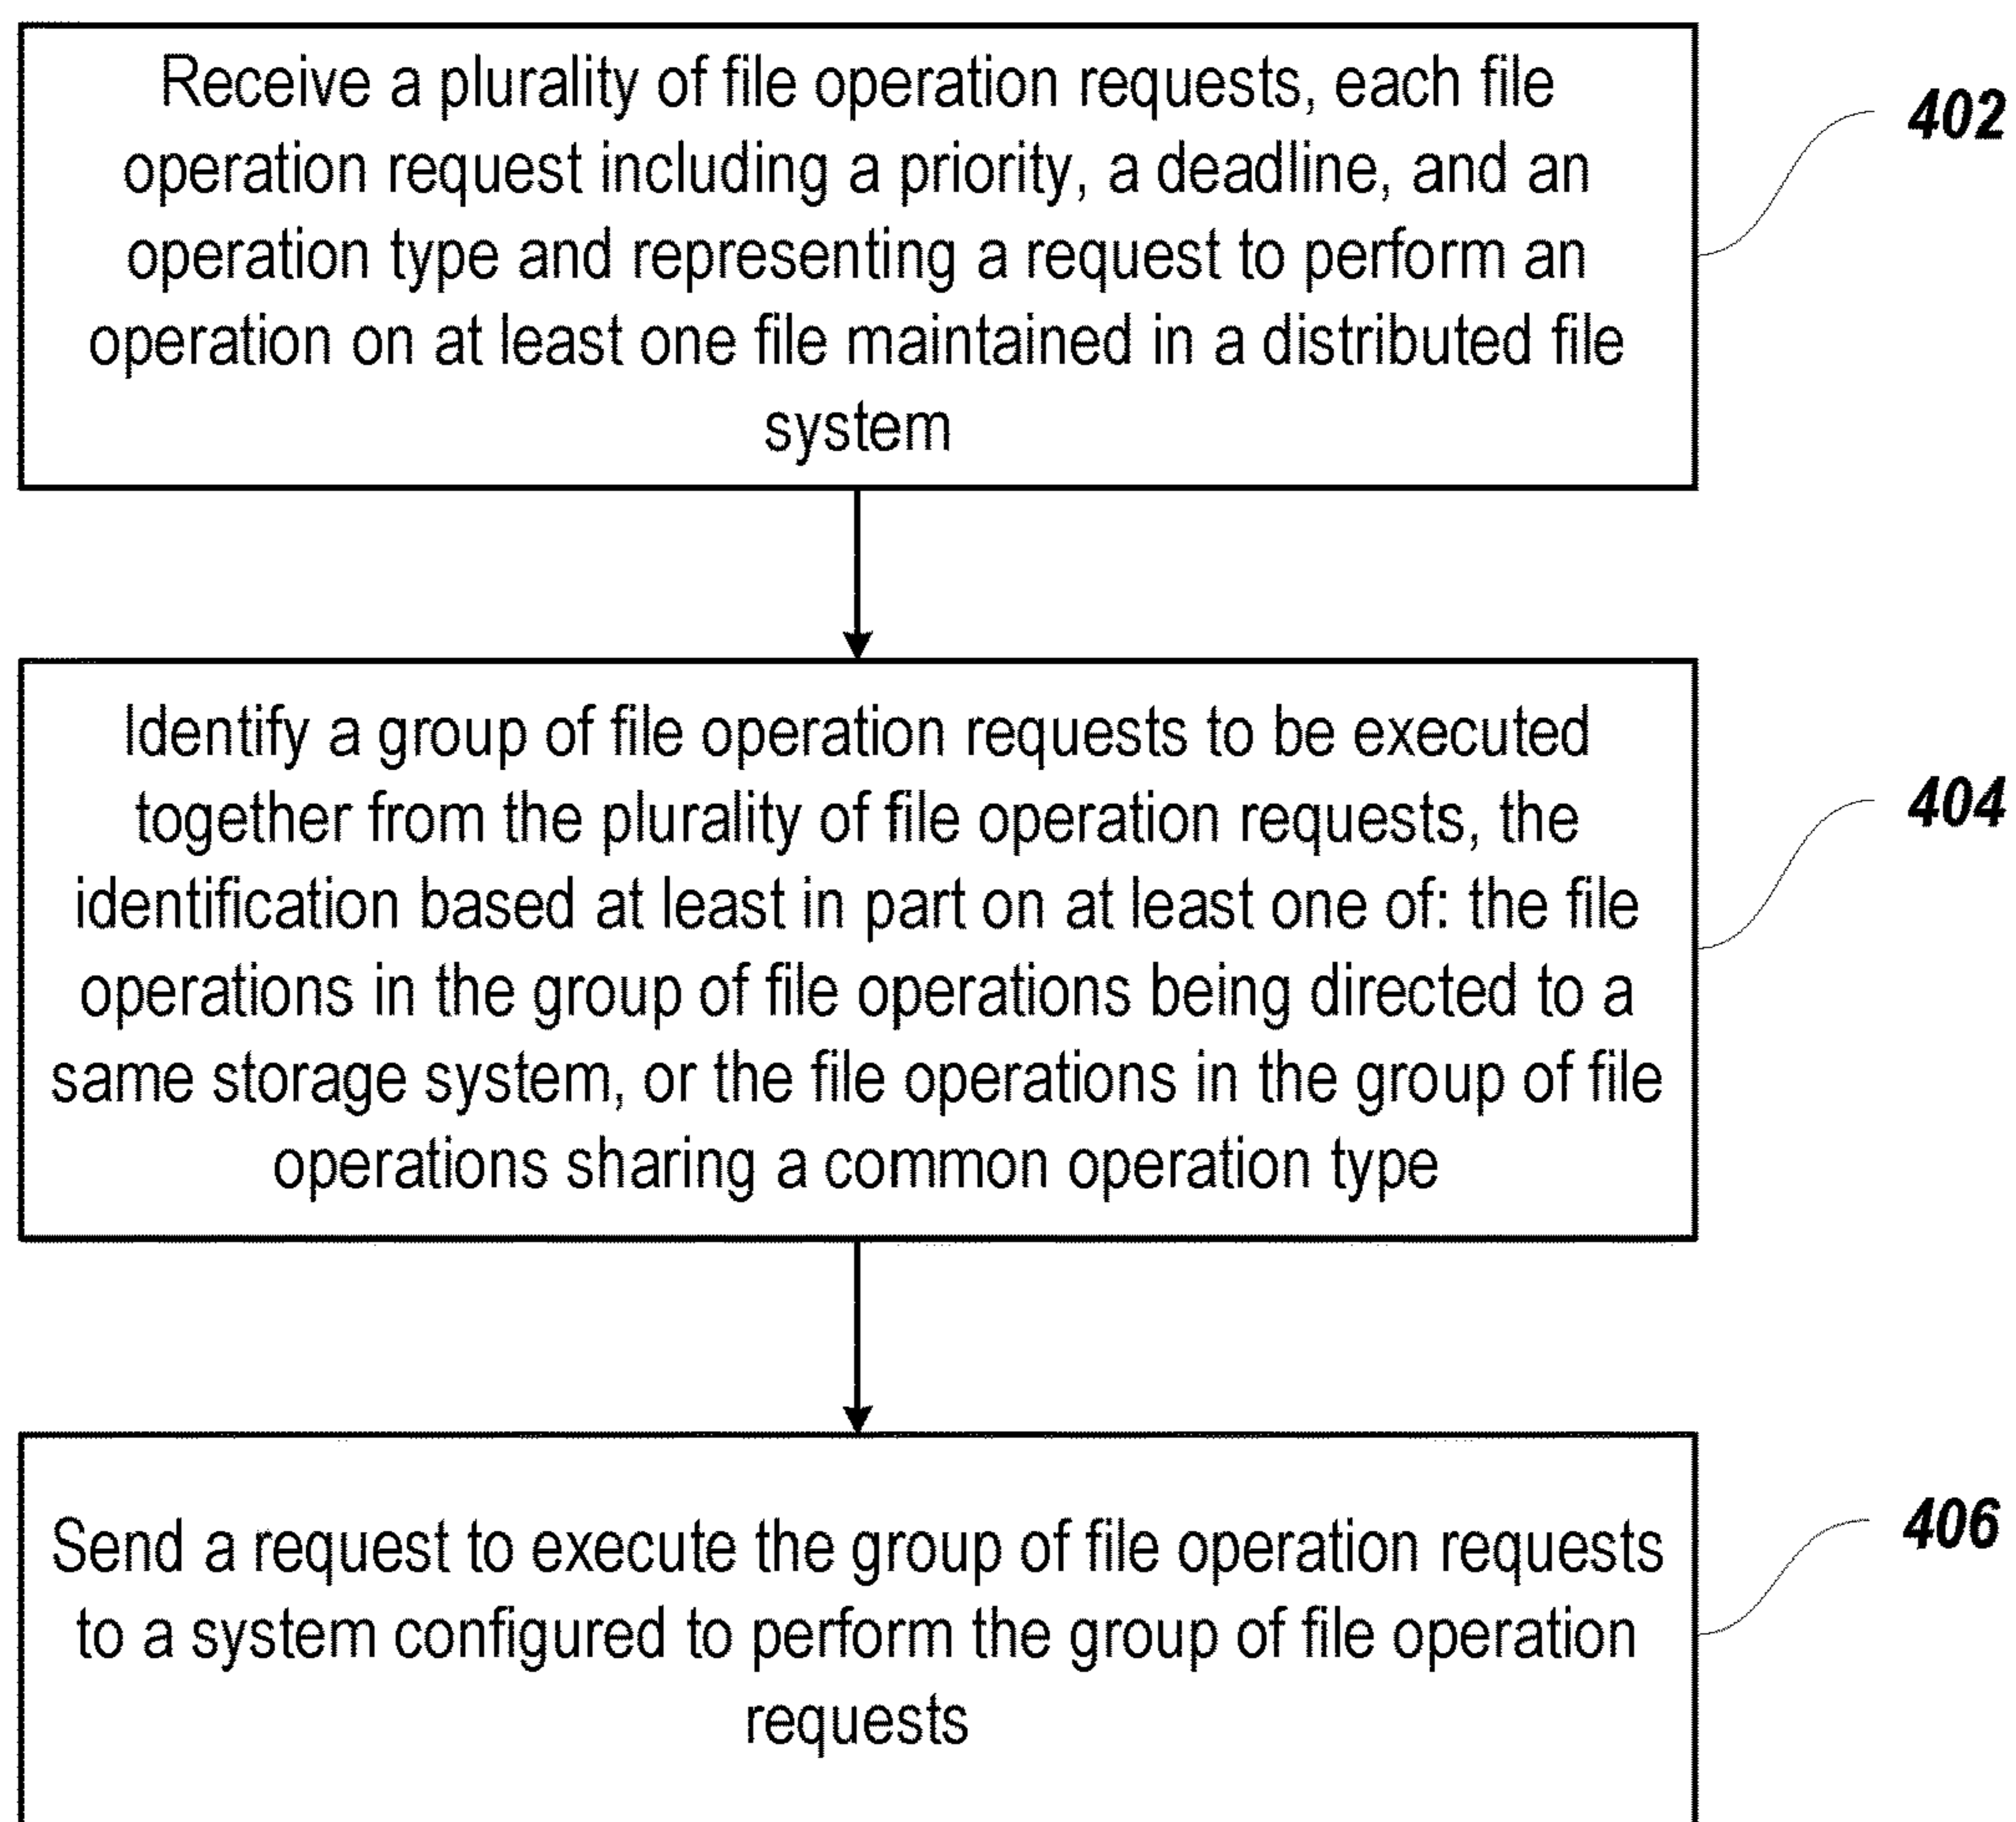 Receive a plurality of file operation requests, each file
operation request including a priority, a deadline, and an
operation type and representing a request to perform an
operation on at least one file maintained in a distributed file
system
402
Identify a group of file operation requests to be executed
together from the plurality of file operation requests, the
identification based at least in part on at least one of: the file
operations in the group of file operations being directed to a
same storage system, or the file operations in the group of file
operations sharing a common operation type
404
Send a request to execute the group of file operation requests
to a system configured to perform the group of file operation
requests
406